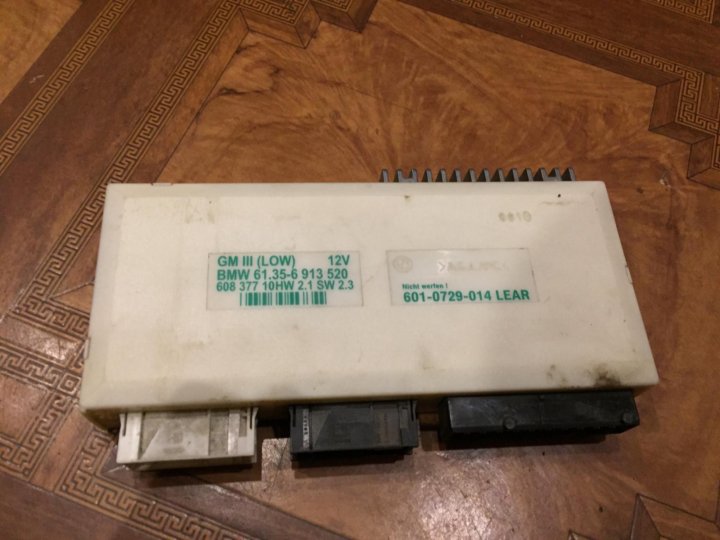 GM III (LOW) 12V
BMW 61.35-6 913 520
608 377 10HW 2.1 SW 2.3
Nicht werfen !
601-0729-014 LEAR